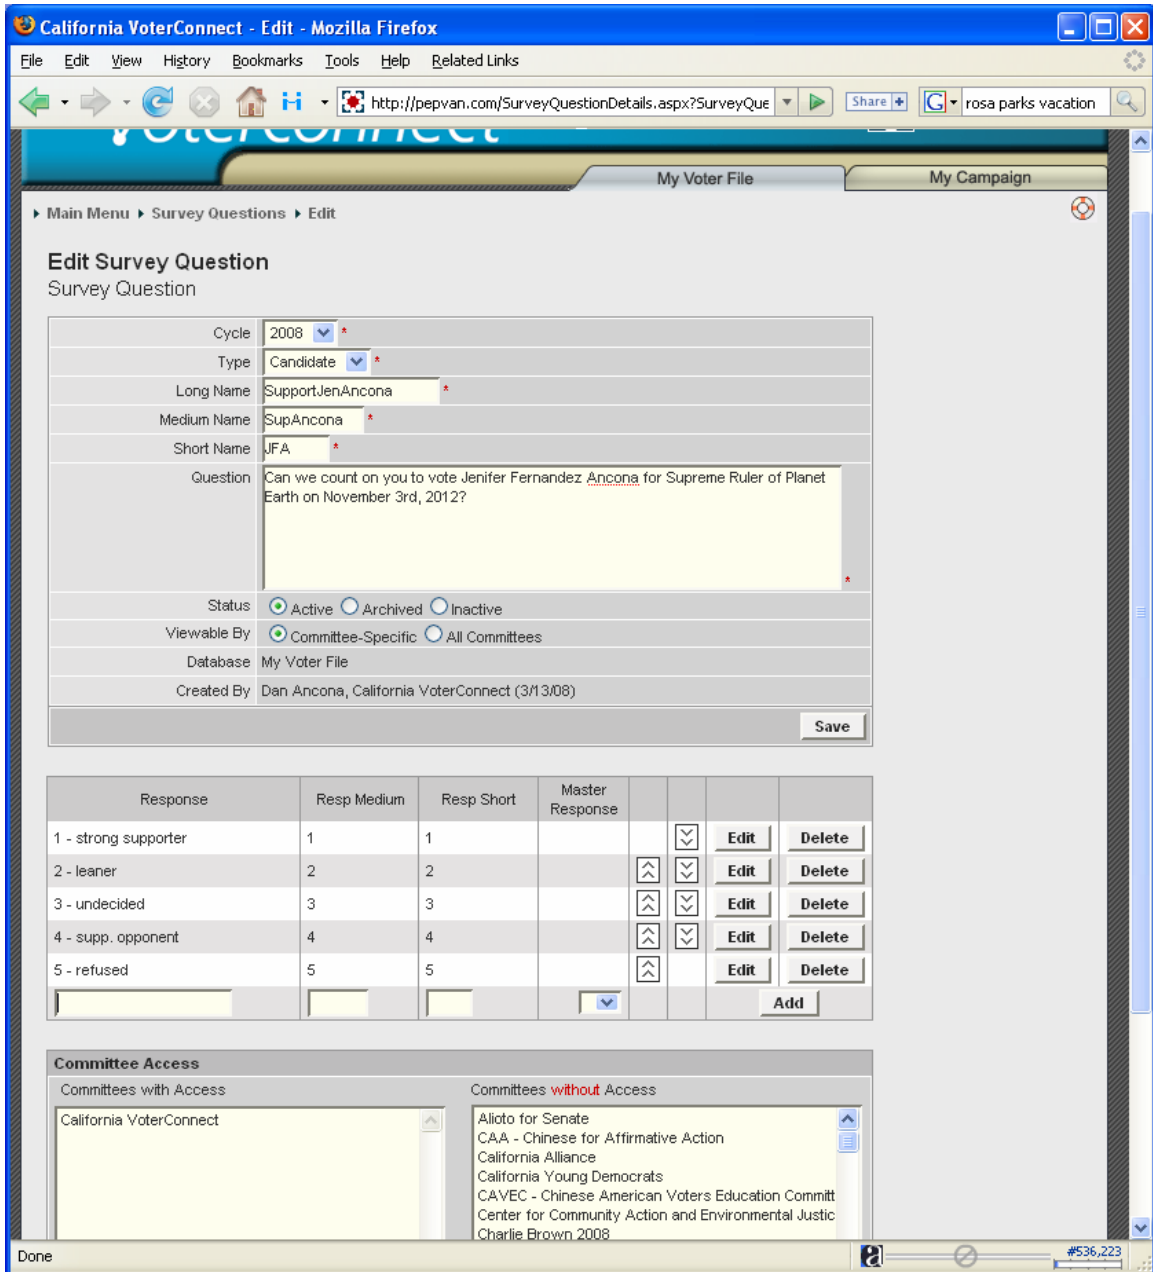 California VoterConnect - Edit - Mozilla Firefox
File Edit View History Bookmarks Tools Help Related Links
http://pepvan.com/SurveyQuestionDetails.aspx?SurveyQue Share + G rosa parks vacation
voterconnect
My Voter File My Campaign
Main Menu Survey Questions Edit
Edit Survey Question
Survey Question
Cycle 2008 *
Type Candidate *
Long Name SupportJenAncona *
Medium Name SupAncona *
Short Name JFA *
Question Can we count on you to vote Jenifer Fernandez Ancona for Supreme Ruler of Planet
Earth on November 3rd, 2012?
*
Status Active Archived Inactive
Viewable By Committee-Specific All Committees
Database My Voter File
Created By Dan Ancona, California VoterConnect (3/13/08)
Save
Response Resp Medium Resp Short Master Response
1 - strong supporter 1 1 Edit Delete
2 - leaner 2 2 Edit Delete
3 - undecided 3 3 Edit Delete
4 - supp. opponent 4 4 Edit Delete
5 - refused 5 5 Edit Delete
Add
Committee Access
Committees with Access Committees without Access
California VoterConnect Alioto for Senate
CAA - Chinese for Affirmative Action
California Alliance
California Young Democrats
CAVEC - Chinese American Voters Education Committ
Center for Community Action and Environmental Justic
Charlie Brown 2008
Done a #536,223